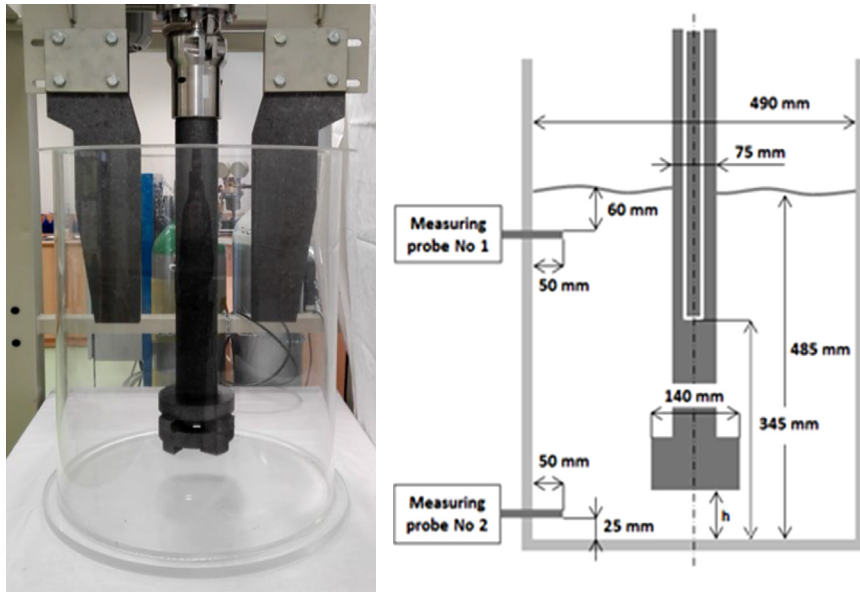 490 mm
75 mm
60 mm
Measuring
probe No 1
50 mm
485 mm
140 mm
345 mm
50 mm
Measuring
probe No 2
h
25 mm